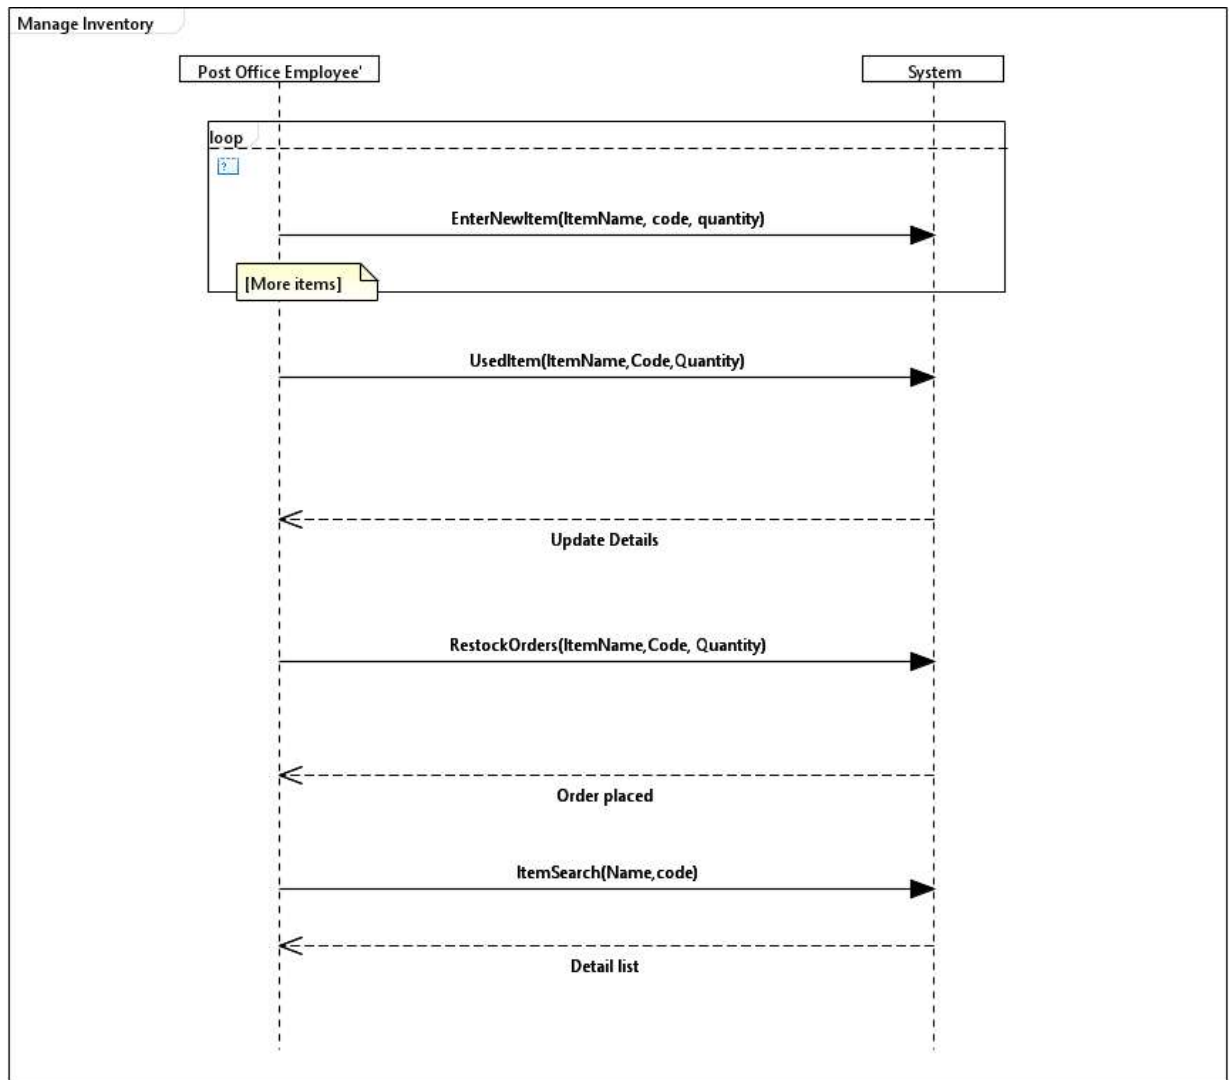 Manage Inventory
Post Office Employee'
System
loop
?
EnterNewItem(ItemName, code, quantity)
[More items]
UsedItem(ItemName,Code,Quantity)
Update Details
RestockOrders(ItemName,Code, Quantity)
Order placed
ItemSearch(Name,code)
Detail list